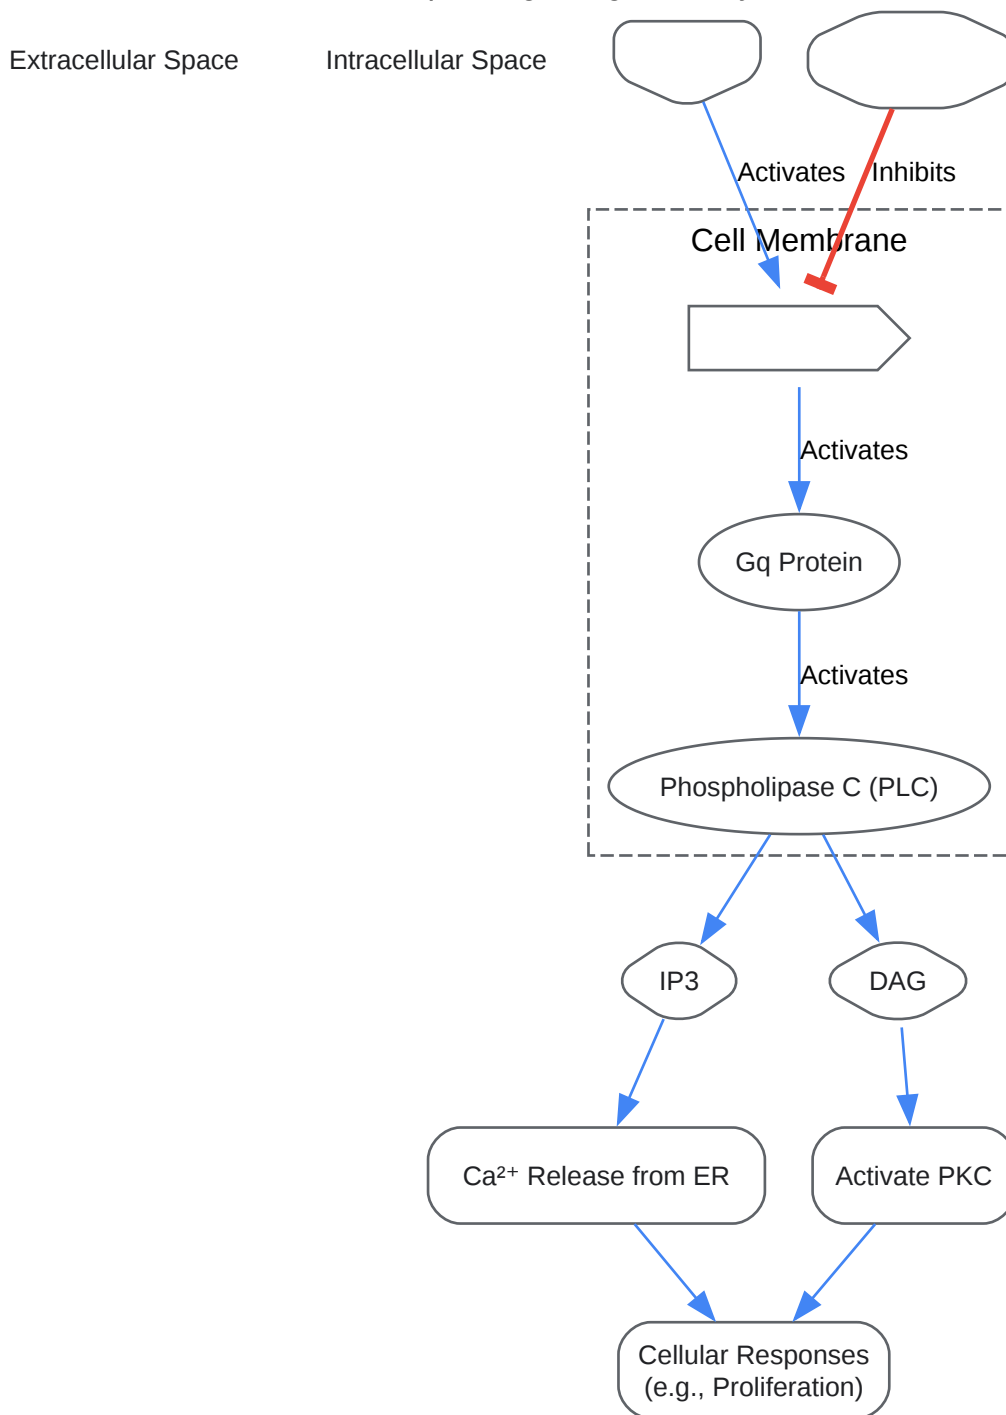 Extracellular Space
Intracellular Space
Activates
Inhibits
Cell Membrane
Activates
Gq Protein
Activates
Phospholipase C (PLC)
IP3
DAG
Ca²⁺ Release from ER
Activate PKC
Cellular Responses
(e.g., Proliferation)